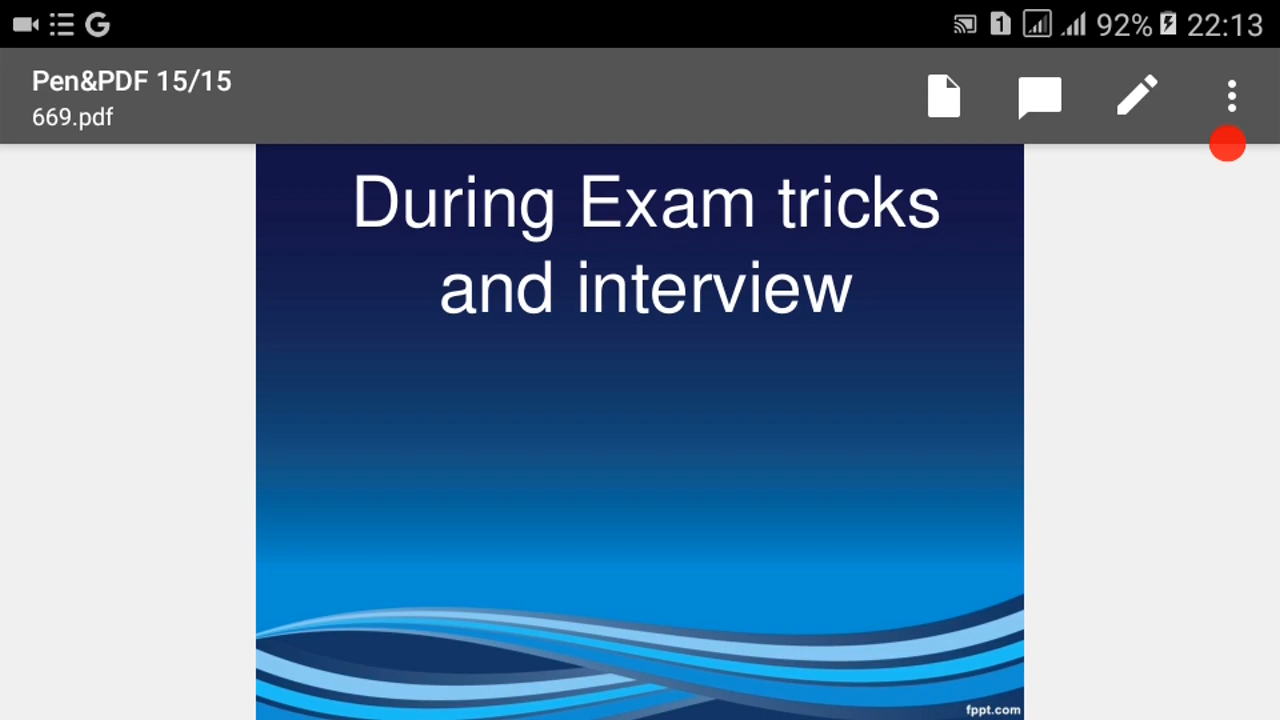 1 92% 22:13
Pen&PDF 15/15
669.pdf
During Exam tricks
and interview
fppt.com